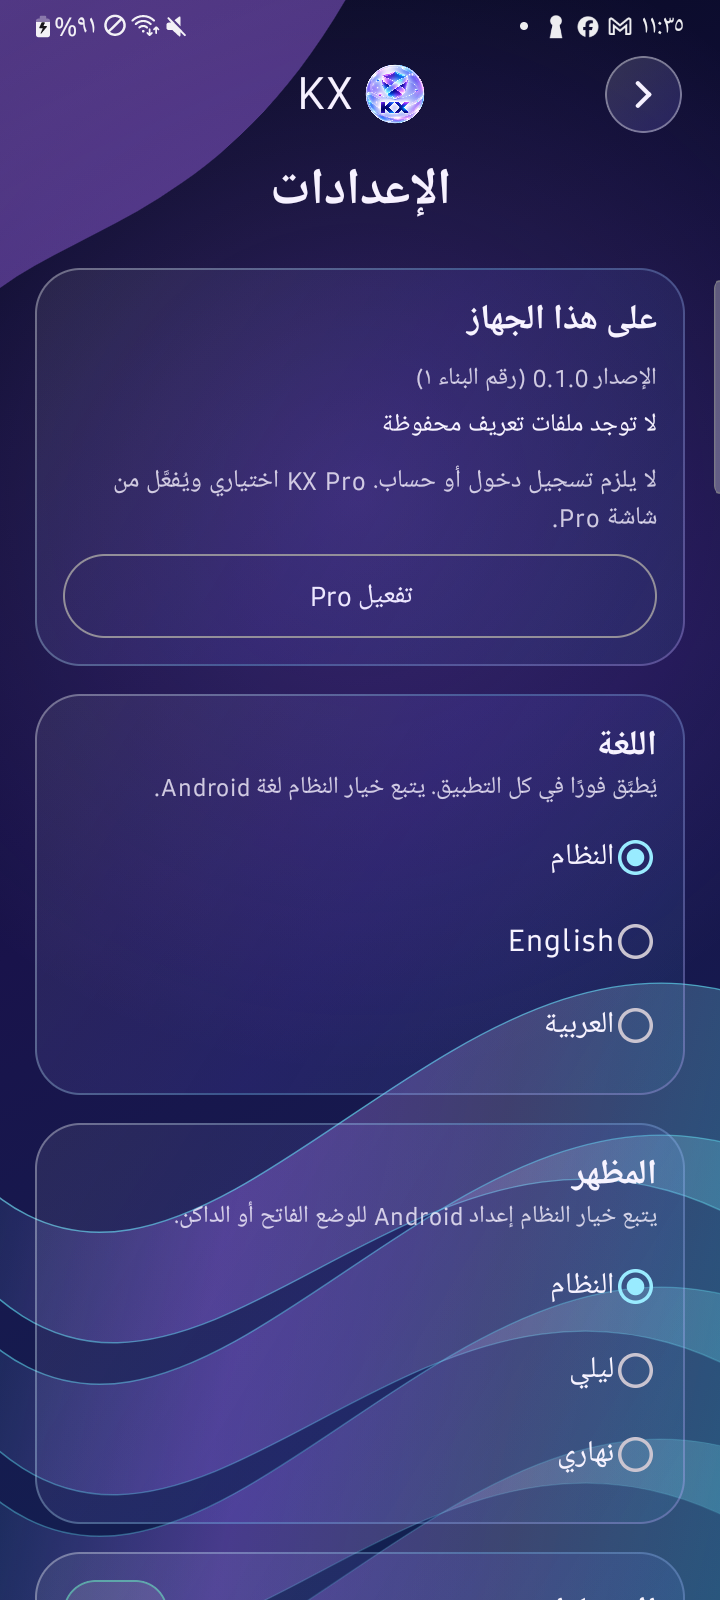 ١١:٣٥
%٩١
KX
KX
الإعدادات
على هذا الجهاز
الإصدار 0.1.0 (رقم البناء ١)
لا توجد ملفات تعريف محفوظة
لا يلزم تسجيل دخول أو حساب. KX Pro اختياري ويُفعَّل من
شاشة Pro.
تفعيل Pro
اللغة
يُطبَّق فورًا في كل التطبيق. يتبع خيار النظام لغة Android.
النظام
English
العربية
المظهر
يتبع خيار النظام إعداد Android للوضع الفاتح أو الداكن.
النظام
ليلي
نهاري